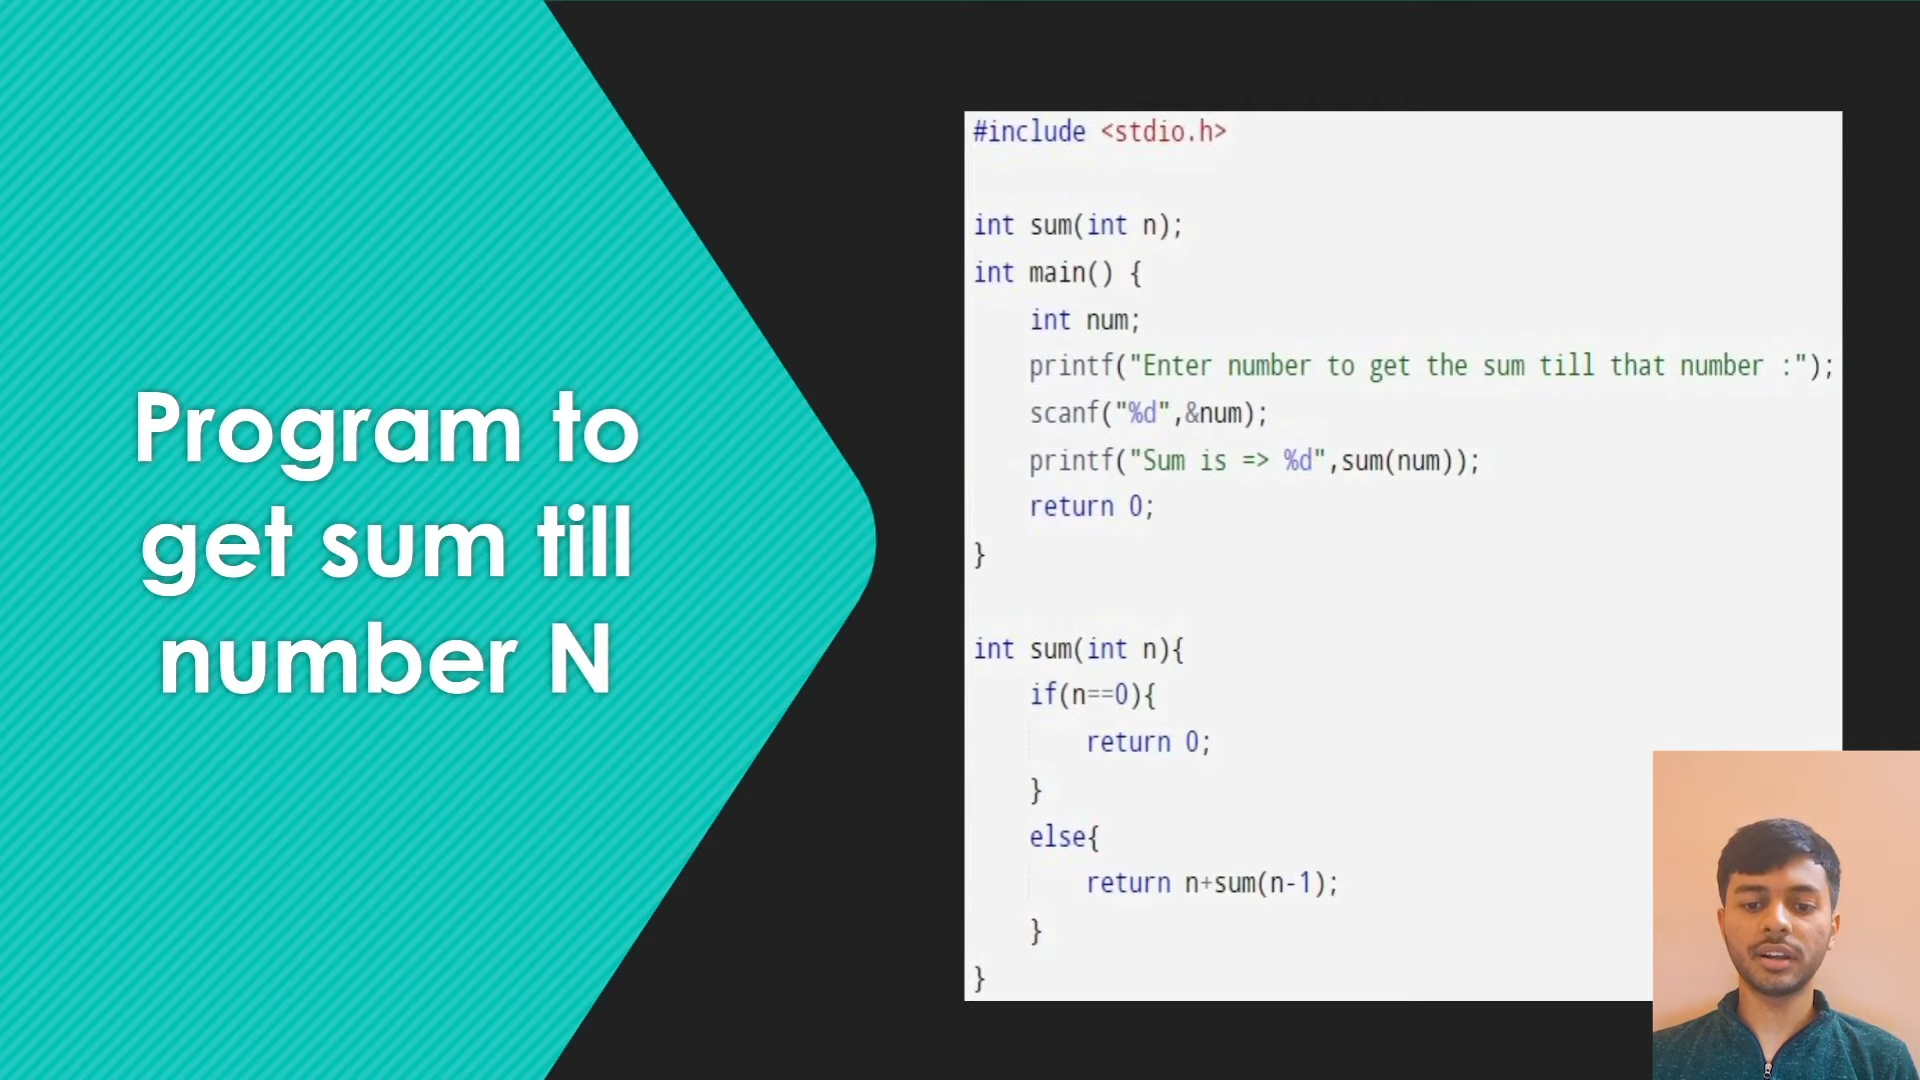 Program to
get sum till
number N
#include <stdio.h>
int sum(int n);
int main() {
int num;
printf("Enter number to get the sum till that number :");
scanf("%d",&num);
printf("Sum is => %d",sum(num));
return 0;
}
int sum(int n){
if(n==0){
return 0;
}
else{
return n+sum(n-1);
}
}